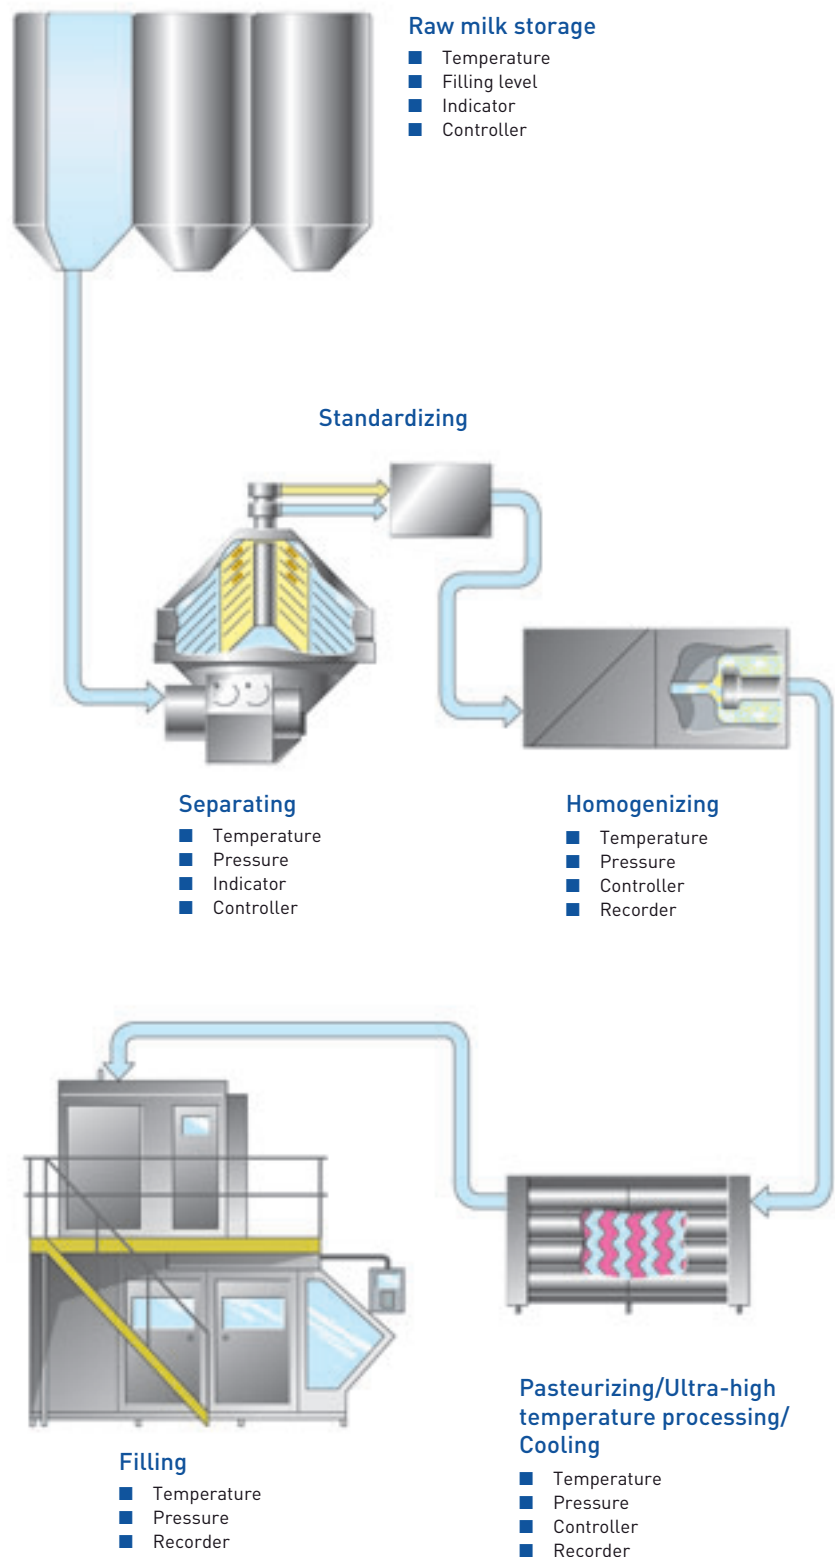 Raw milk storage
Temperature
Filling level
Indicator
Controller
Standardizing
Separating
Temperature
Pressure
Indicator
Controller
Homogenizing
Temperature
Pressure
Controller
Recorder
Pasteurizing/Ultra-high
temperature processing/
Cooling
Temperature
Pressure
Controller
Recorder
Filling
Temperature
Pressure
Recorder